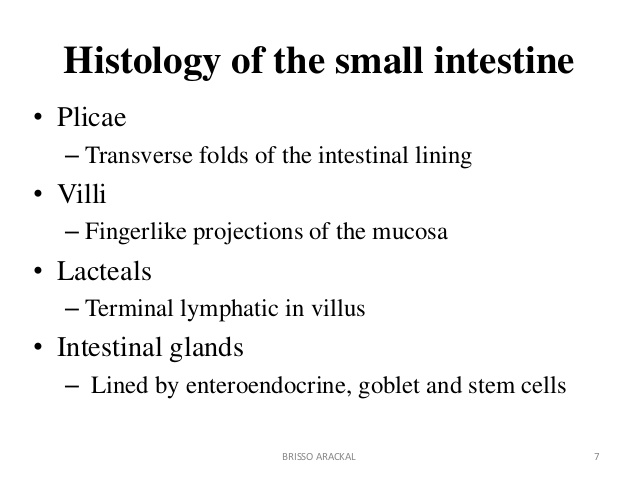 Histology of the small intestine
• Plicae
– Transverse folds of the intestinal lining
• Villi
– Fingerlike projections of the mucosa
• Lacteals
– Terminal lymphatic in villus
• Intestinal glands
– Lined by enteroendocrine, goblet and stem cells
BRISSO ARACKAL 7